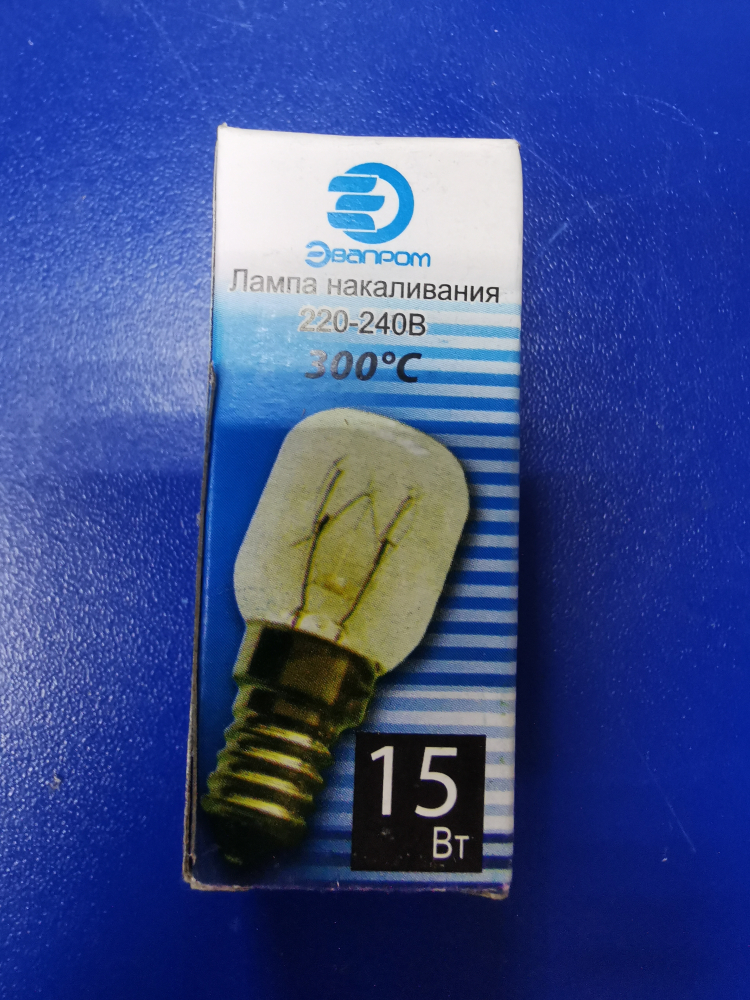 Эвапром
Лампа накаливания
220-240В
300°С
15
Вт